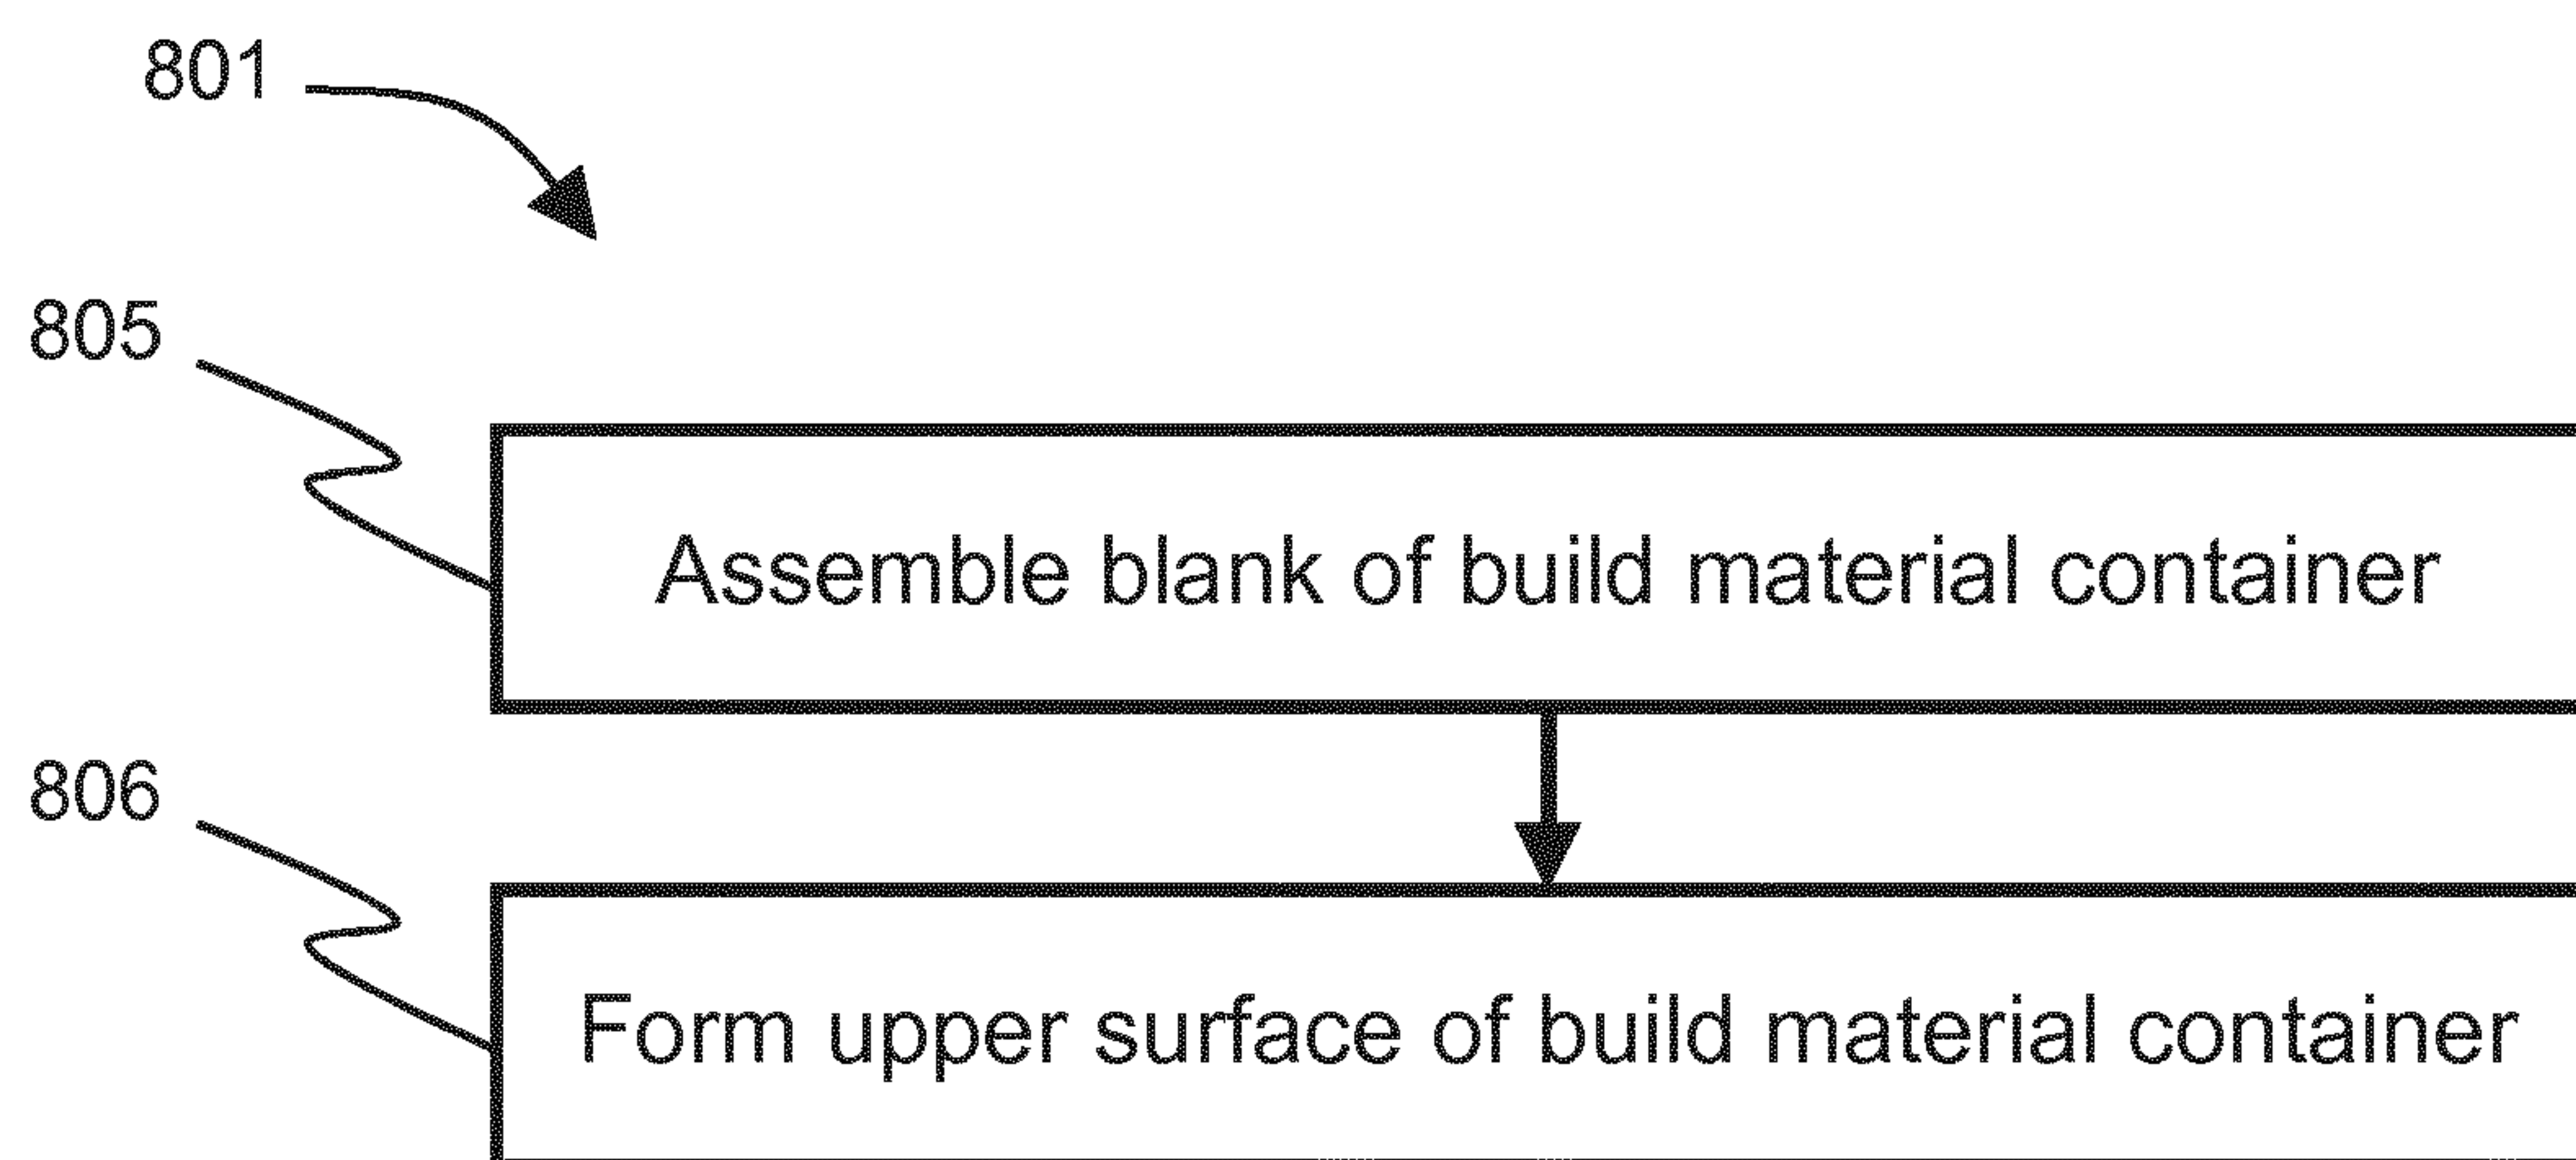 801
805
Assemble blank of build material container
806
Form upper surface of build material container